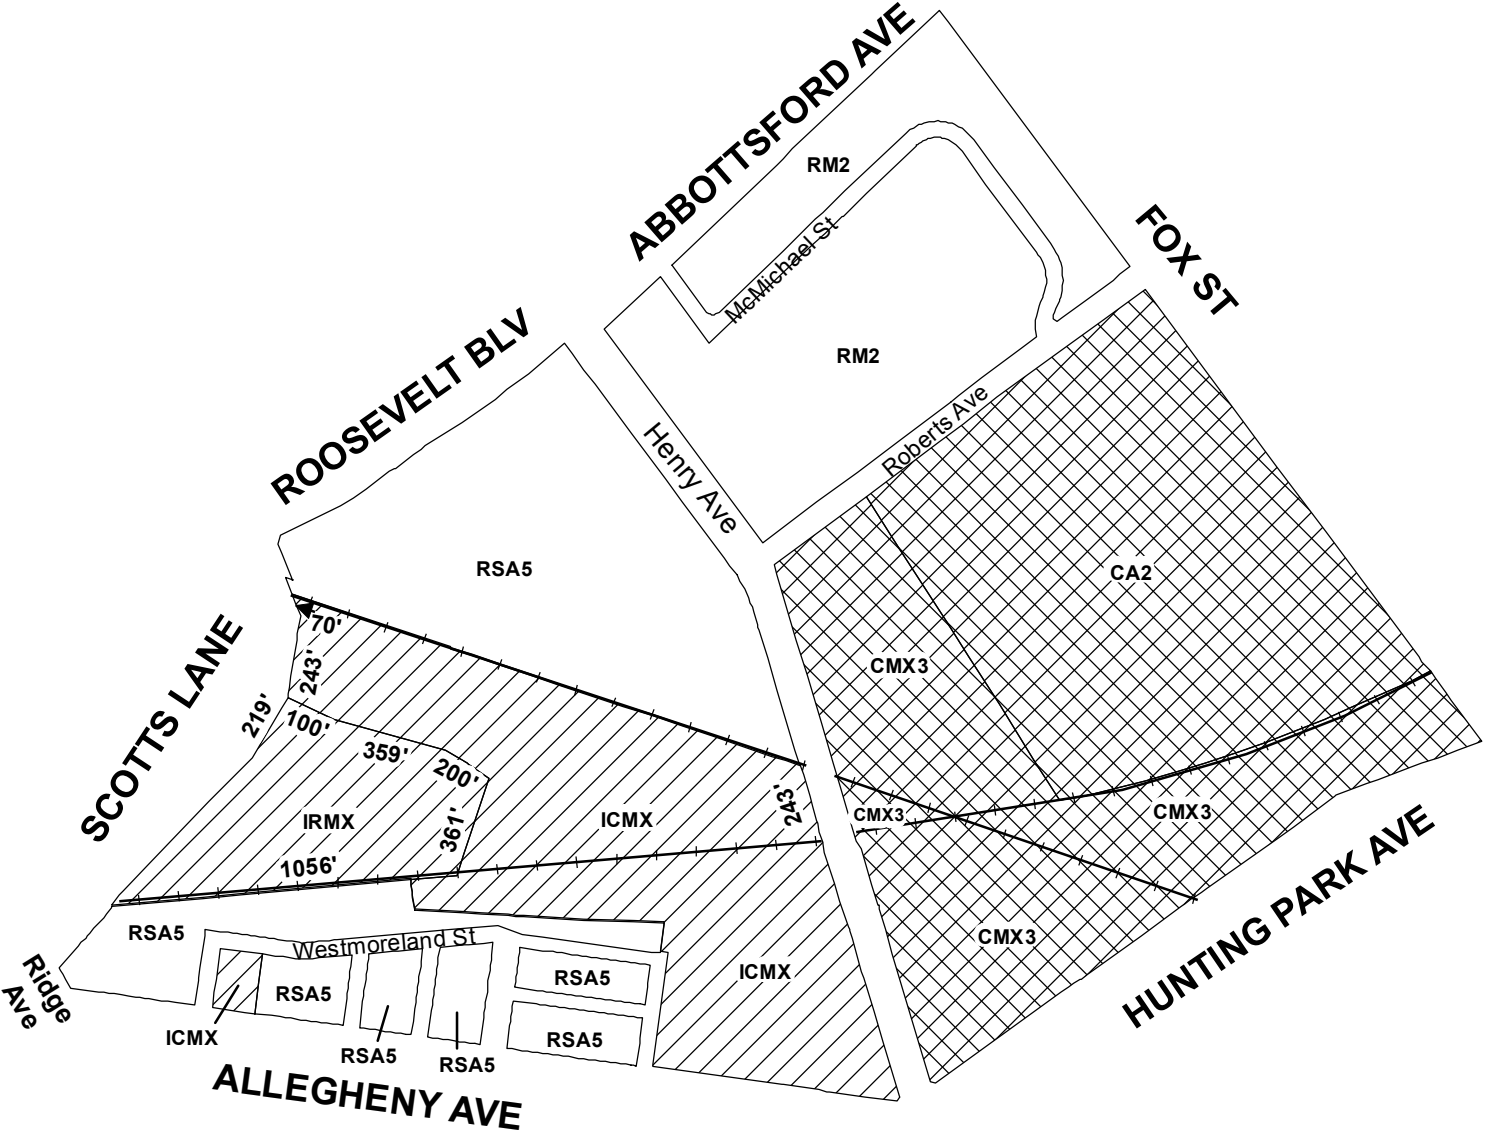 ABBOTTSFORD AVE
RM2
McMichael St
FOX ST
ROOSEVELT BLV
RM2
Henry Ave
Roberts Ave
RSA5
CA2
SCOTTS LANE
70'
243'
219'
100'
359'
200'
CMX3
IRMX
361'
ICMX
243'
CMX3
CMX3
1056'
HUNTING PARK AVE
RSA5
Westmoreland St
CMX3
Ridge
Ave
ICMX
RSA5
RSA5
ICMX
RSA5
RSA5
RSA5
ALLEGHENY AVE